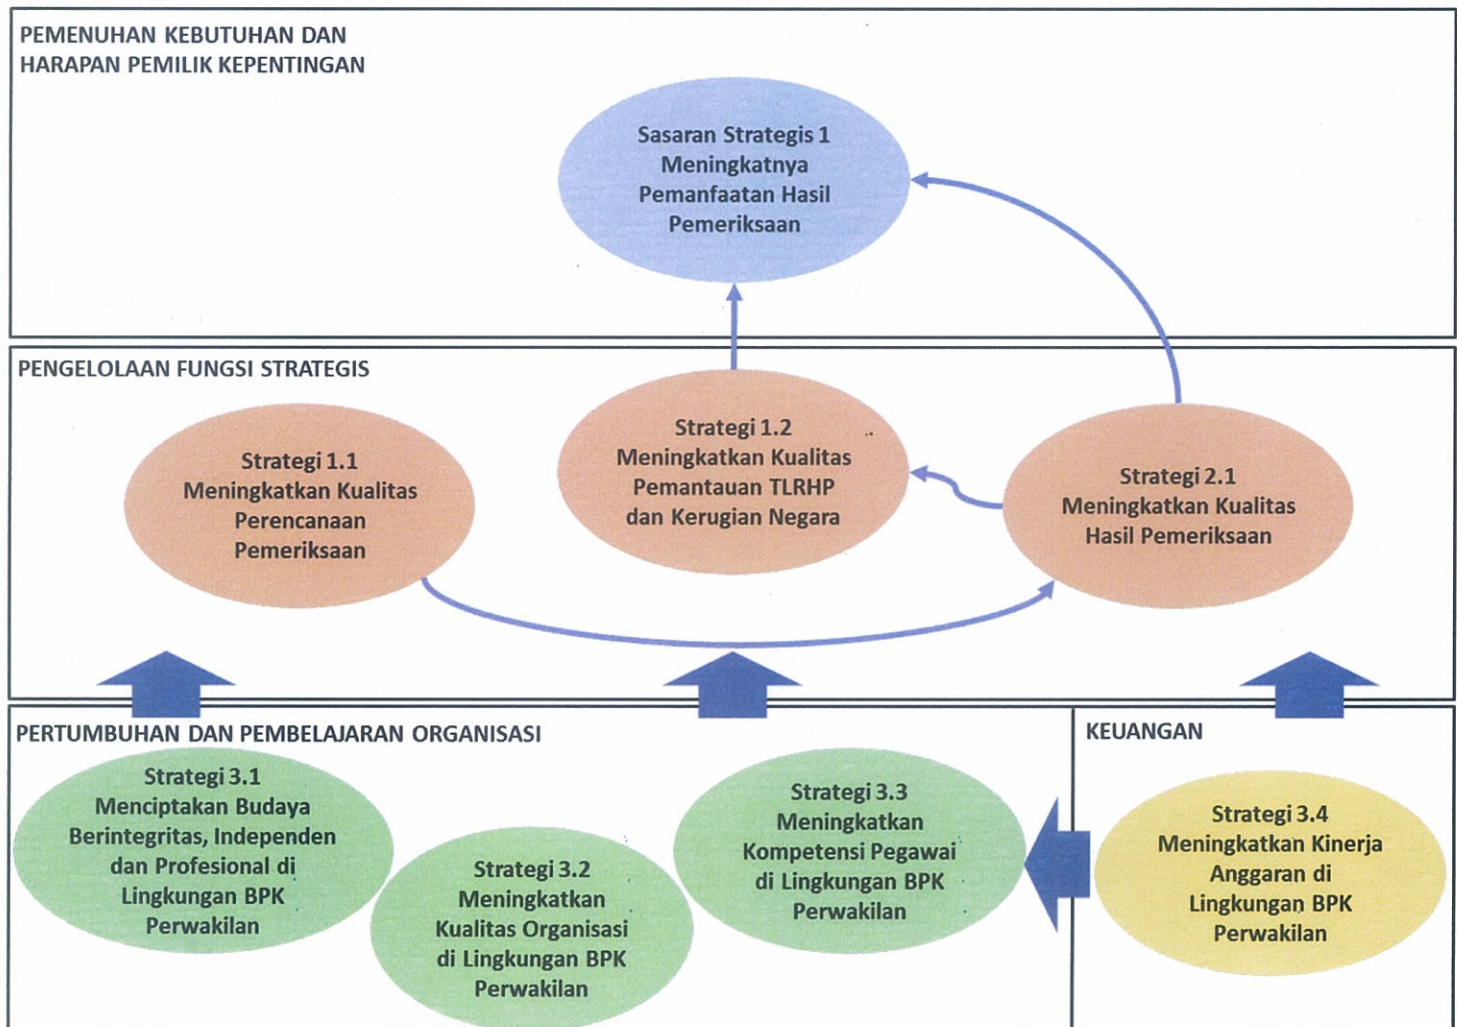 PEMENUHAN KEBUTUHAN DAN
HARAPAN PEMILIK KEPENTINGAN
Sasaran Strategis 1
Meningkatnya
Pemanfaatan Hasil
Pemeriksaan
PENGELOLAAN FUNGSI STRATEGIS
Strategi 1.1
Meningkatkan Kualitas
Perencanaan
Pemeriksaan
Strategi 1.2
Meningkatkan Kualitas
Pemantauan TLRHP
dan Kerugian Negara
Strategi 2.1
Meningkatkan Kualitas
Hasil Pemeriksaan
PERTUMBUHAN DAN PEMBELAJARAN ORGANISASI
Strategi 3.1
Menciptakan Budaya
Berintegritas, Independen
dan Profesional di
Lingkungan BPK
Perwakilan
Strategi 3.2
Meningkatkan
Kualitas Organisasi
di Lingkungan BPK
Perwakilan
Strategi 3.3
Meningkatkan
Kompetensi Pegawai
di Lingkungan BPK
Perwakilan
KEUANGAN
Strategi 3.4
Meningkatkan Kinerja
Anggaran di
Lingkungan BPK
Perwakilan